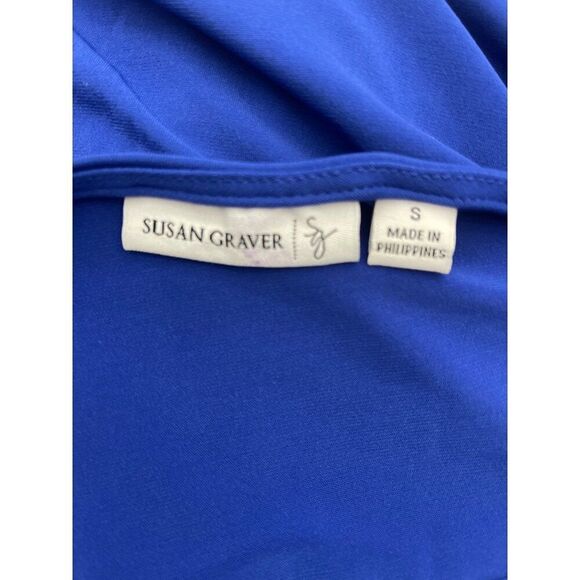 SUSAN GRAVER
sg
S
MADE IN
PHILIPPINES